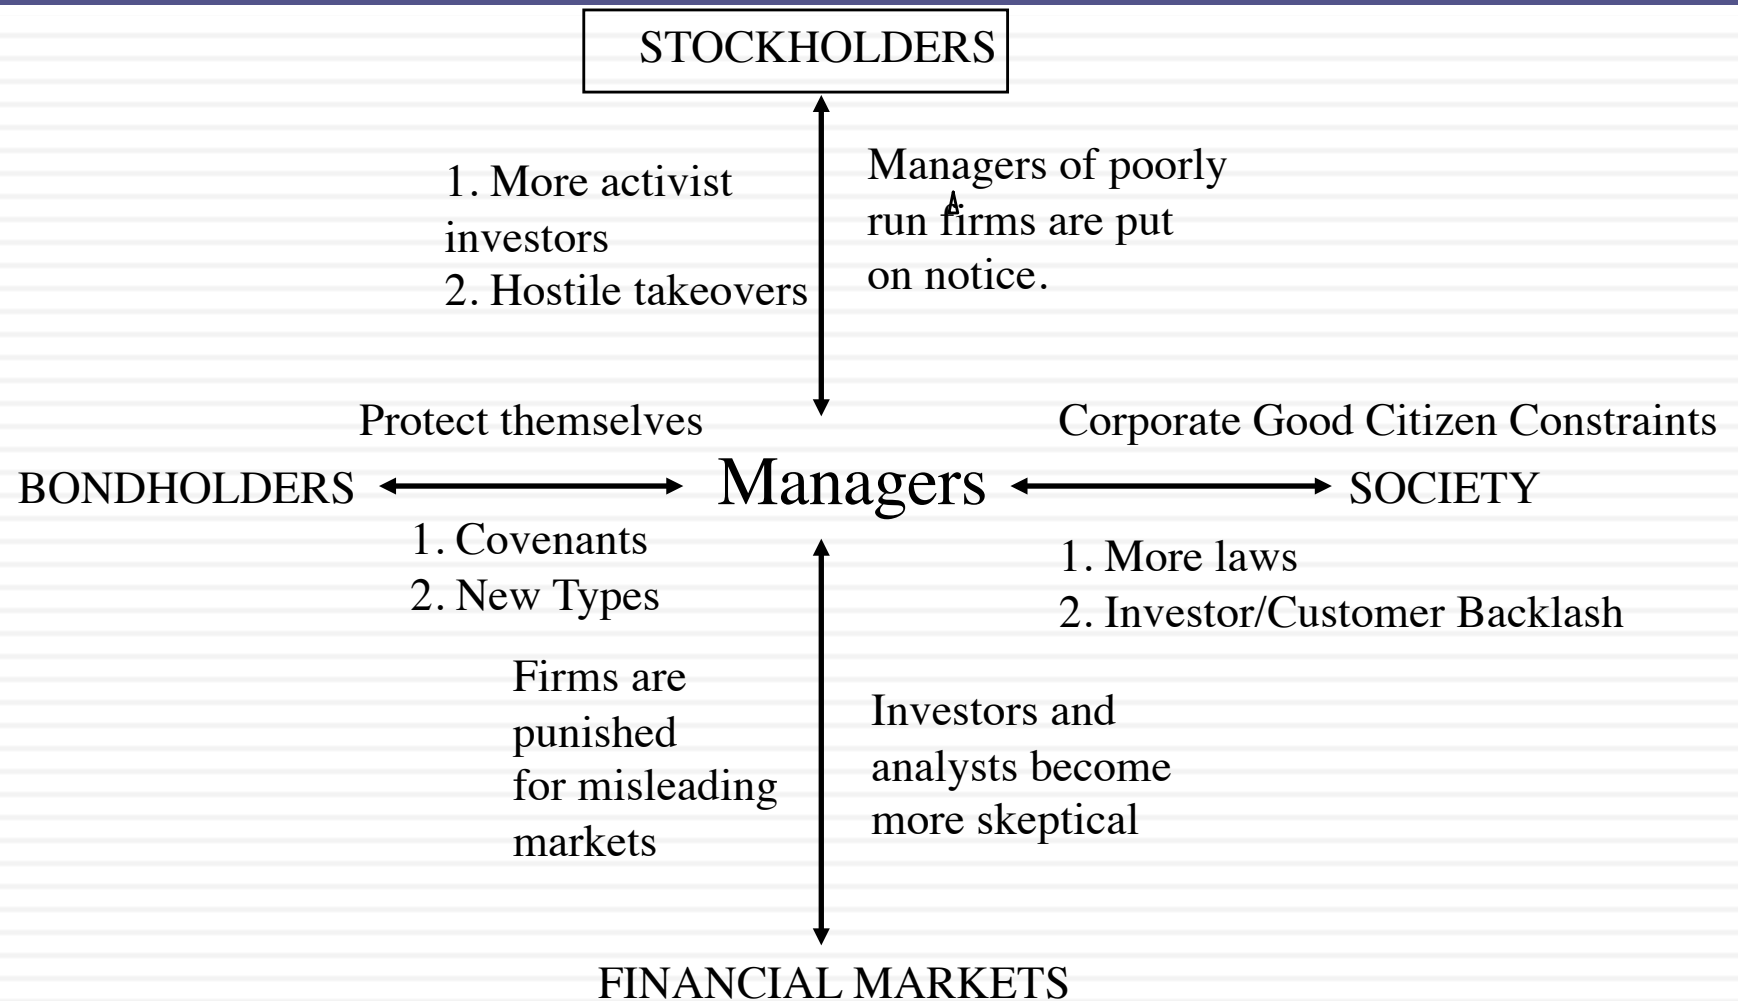 STOCKHOLDERS
1. More activist
investors
2. Hostile takeovers
Managers of poorly
run firms are put
on notice.
Protect themselves
Corporate Good Citizen Constraints
BONDHOLDERS
Managers
SOCIETY
1. Covenants
2. New Types
1. More laws
2. Investor/Customer Backlash
Firms are
punished
for misleading
markets
Investors and
analysts become
more skeptical
FINANCIAL MARKETS